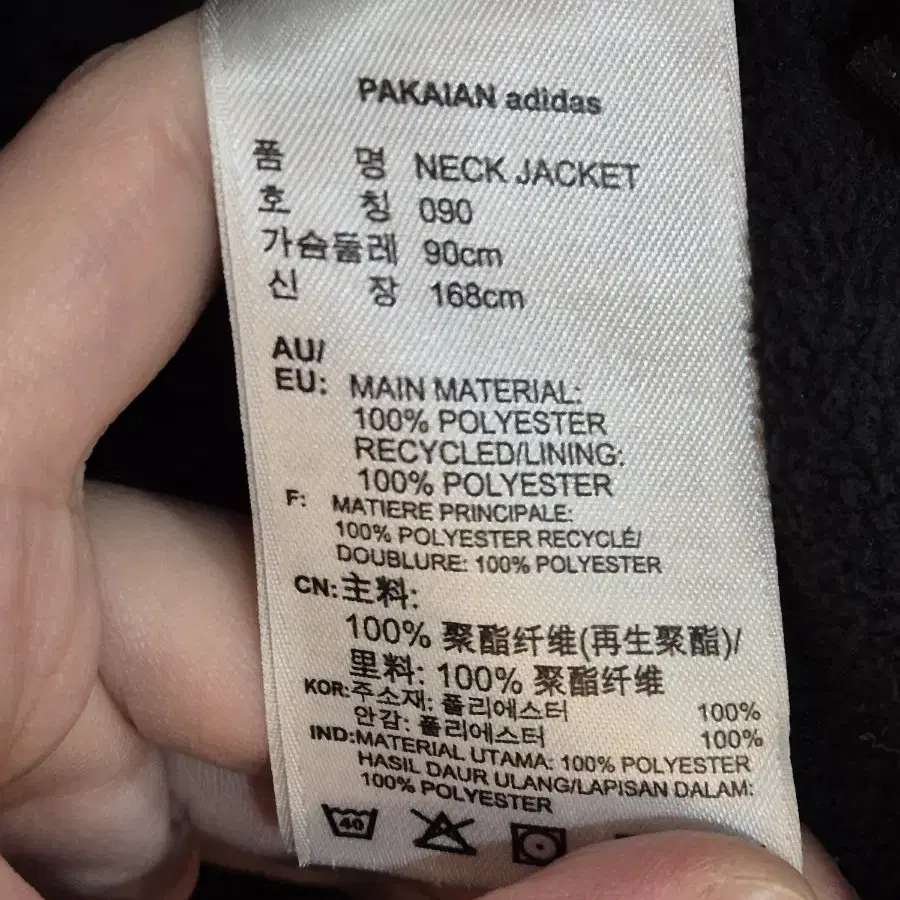 PAKAIAN adidas
품 명 NECK JACKET
호 칭 090
가슴둘레 90cm
신 장 168cm
AU/
EU: MAIN MATERIAL:
100% POLYESTER
RECYCLED/LINING:
100% POLYESTER
F: MATIERE PRINCIPALE:
100% POLYESTER RECYCLÉ/
DOUBLURE: 100% POLYESTER
CN:主料:
100% 聚酯纤维(再生聚酯)/
里料: 100% 聚酯纤维
KOR:주소재: 폴리에스터 100%
안감: 폴리에스터 100%
IND:MATERIAL UTAMA: 100% POLYESTER
HASIL DAUR ULANG/LAPISAN DALAM:
100% POLYESTER
40